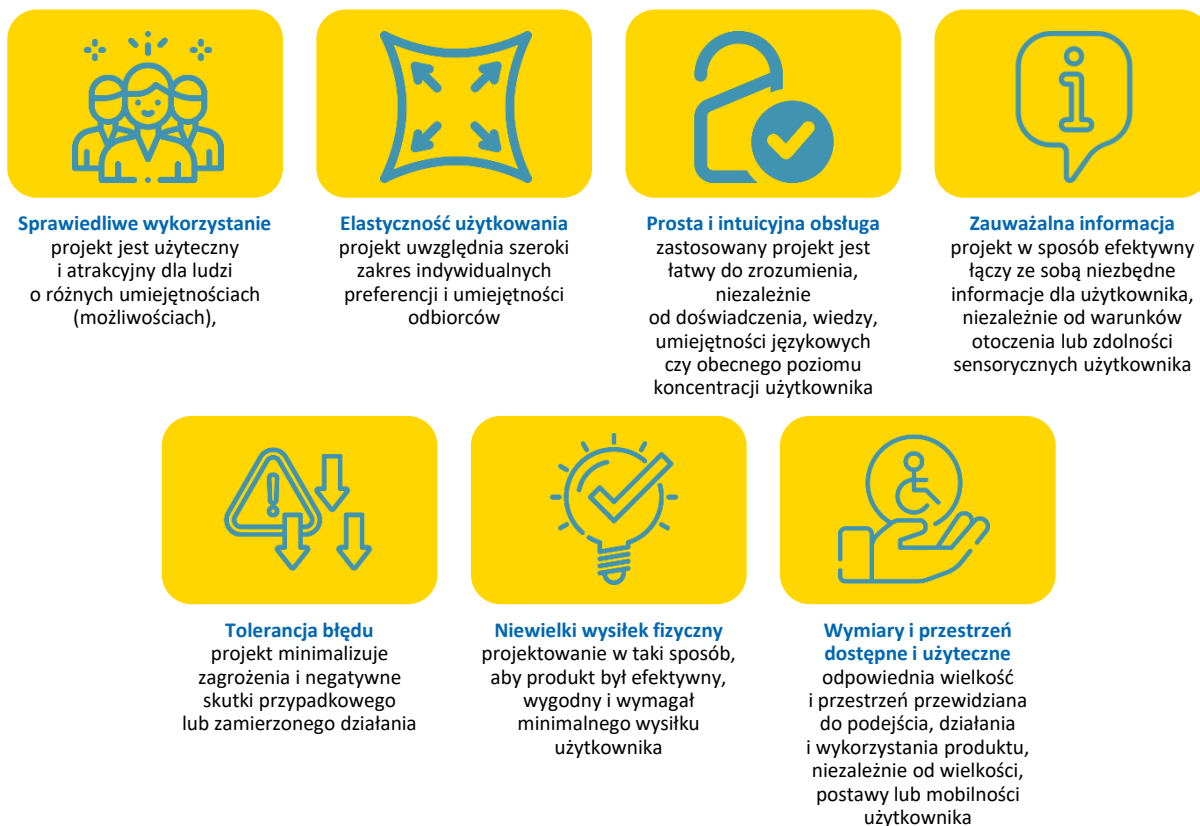 Sprawiedliwe wykorzystanie
projekt jest użyteczny
i atrakcyjny dla ludzi
o różnych umiejętnościach
(możliwościach),
Elastyczność użytkowania
projekt uwzględnia szeroki
zakres indywidualnych
preferencji i umiejętności
odbiorców
Prosta i intuicyjna obsługa
zastosowany projekt jest
łatwy do zrozumienia,
niezależnie
od doświadczenia, wiedzy,
umiejętności językowych
czy obecnego poziomu
koncentracji użytkownika
Zauważalna informacja
projekt w sposób efektywny
łączy ze sobą niezbędne
informacje dla użytkownika,
niezależnie od warunków
otoczenia lub zdolności
sensorycznych użytkownika
Tolerancja błędu
projekt minimalizuje
zagrożenia i negatywne
skutki przypadkowego
lub zamierzonego działania
Niewielki wysiłek fizyczny
projektowanie w taki sposób,
aby produkt był efektywny,
wygodny i wymagał
minimalnego wysiłku
użytkownika
Wymiary i przestrzeń
dostępne i użyteczne
odpowiednia wielkość
i przestrzeń przewidziana
do podejścia, działania
i wykorzystania produktu,
niezależnie od wielkości,
postawy lub mobilności
użytkownika